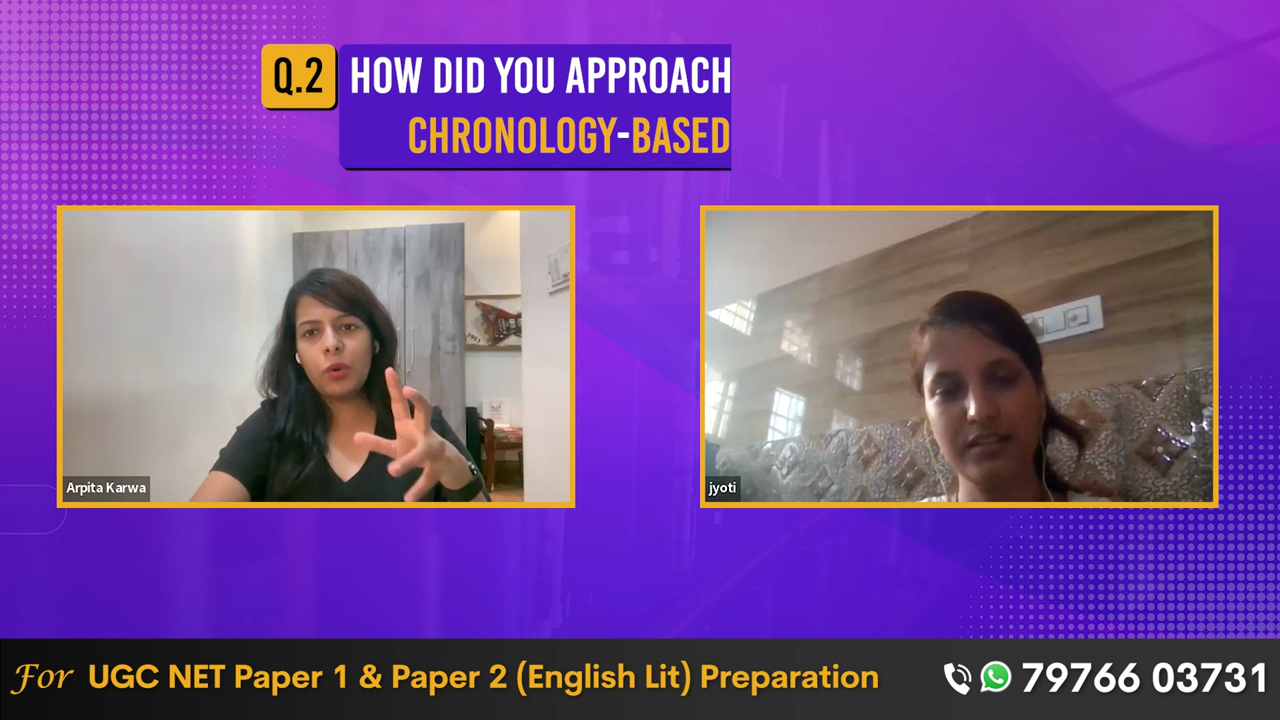 Q.2
HOW DID YOU APPROACH
CHRONOLOGY-BASED
Arpita Karwa
jyoti
For UGC NET Paper 1 & Paper 2 (English Lit) Preparation
79766 03731